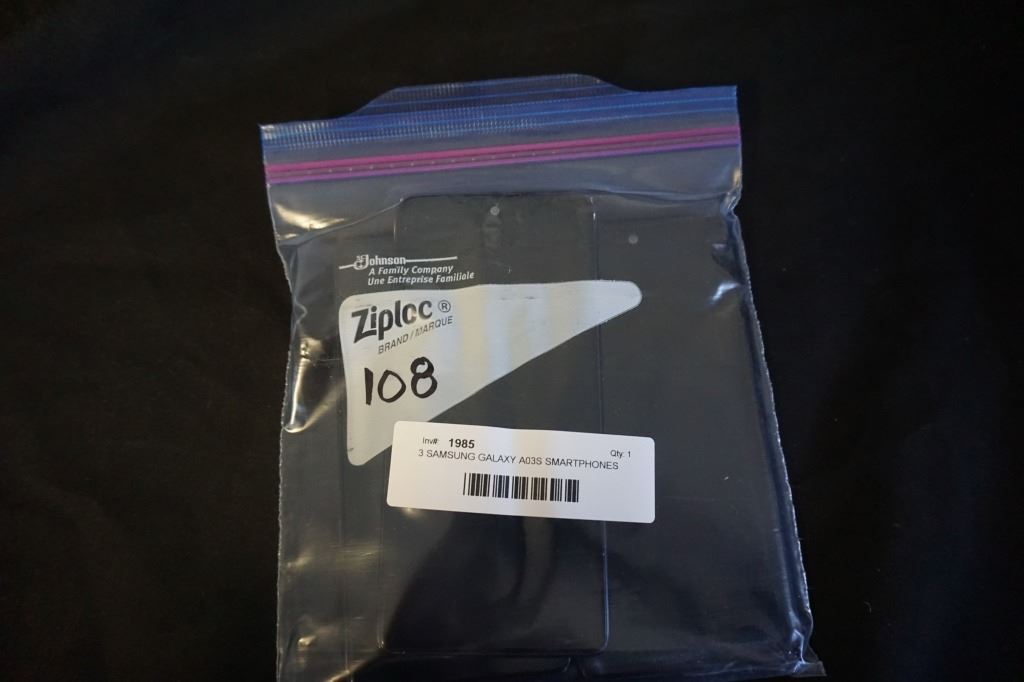 Johnson
A Family Company
Une Entreprise Familiale
Ziploc ®
BRAND / MARQUE
108
Inv#: 1985 Qty: 1
3 SAMSUNG GALAXY A03S SMARTPHONES